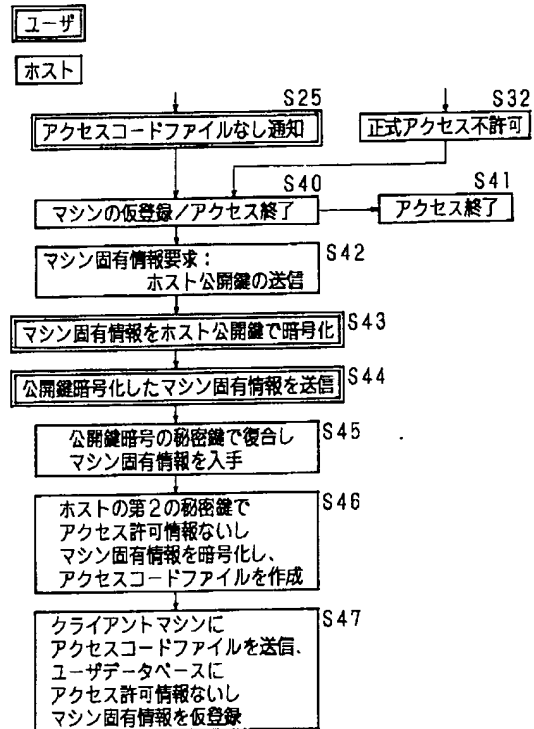 ユーザ
ホスト
S25
アクセスコードファイルなし通知
S32
正式アクセス不許可
S40
マシンの仮登録/アクセス終了
S41
アクセス終了
S42
マシン固有情報要求:
ホスト公開鍵の送信
S43
マシン固有情報をホスト公開鍵で暗号化
S44
公開鍵暗号化したマシン固有情報を送信
S45
公開鍵暗号の秘密鍵で復合し
マシン固有情報を入手
S46
ホストの第2の秘密鍵で
アクセス許可情報ないし
マシン固有情報を暗号化し、
アクセスコードファイルを作成
S47
クライアントマシンに
アクセスコードファイルを送信、
ユーザデータベースに
アクセス許可情報ないし
マシン固有情報を仮登録